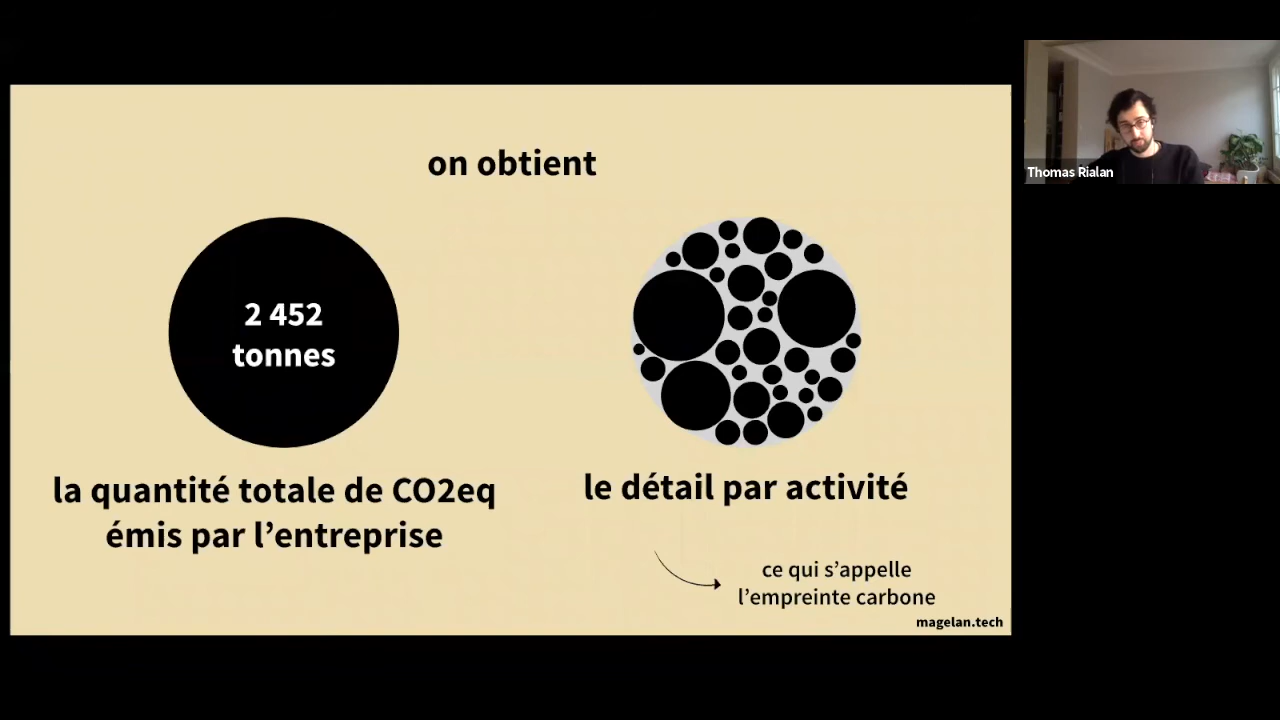 on obtient
2 452
tonnes
la quantité totale de CO2eq
émis par l’entreprise
le détail par activité
ce qui s’appelle
l’empreinte carbone
magelan.tech
Thomas Rialan